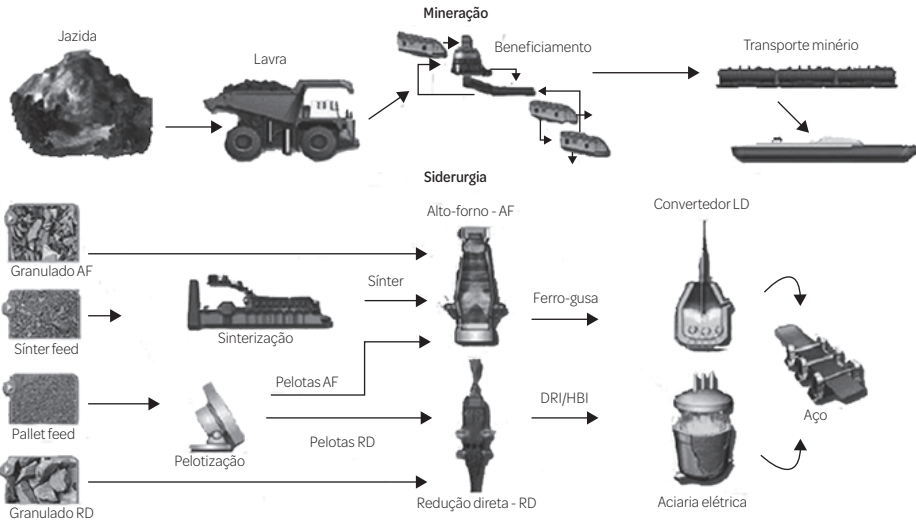 Mineração
Jazida
Lavra
Beneficiamento
Transporte minério
Siderurgia
Alto-forno - AF
Convertedor LD
Granulado AF
Sínter
Ferro-gusa
Sinterização
Sínter feed
Pelotas AF
DRI/HBI
Aço
Pallet feed
Pelotas RD
Pelotização
Redução direta - RD
Aciaria elétrica
Granulado RD